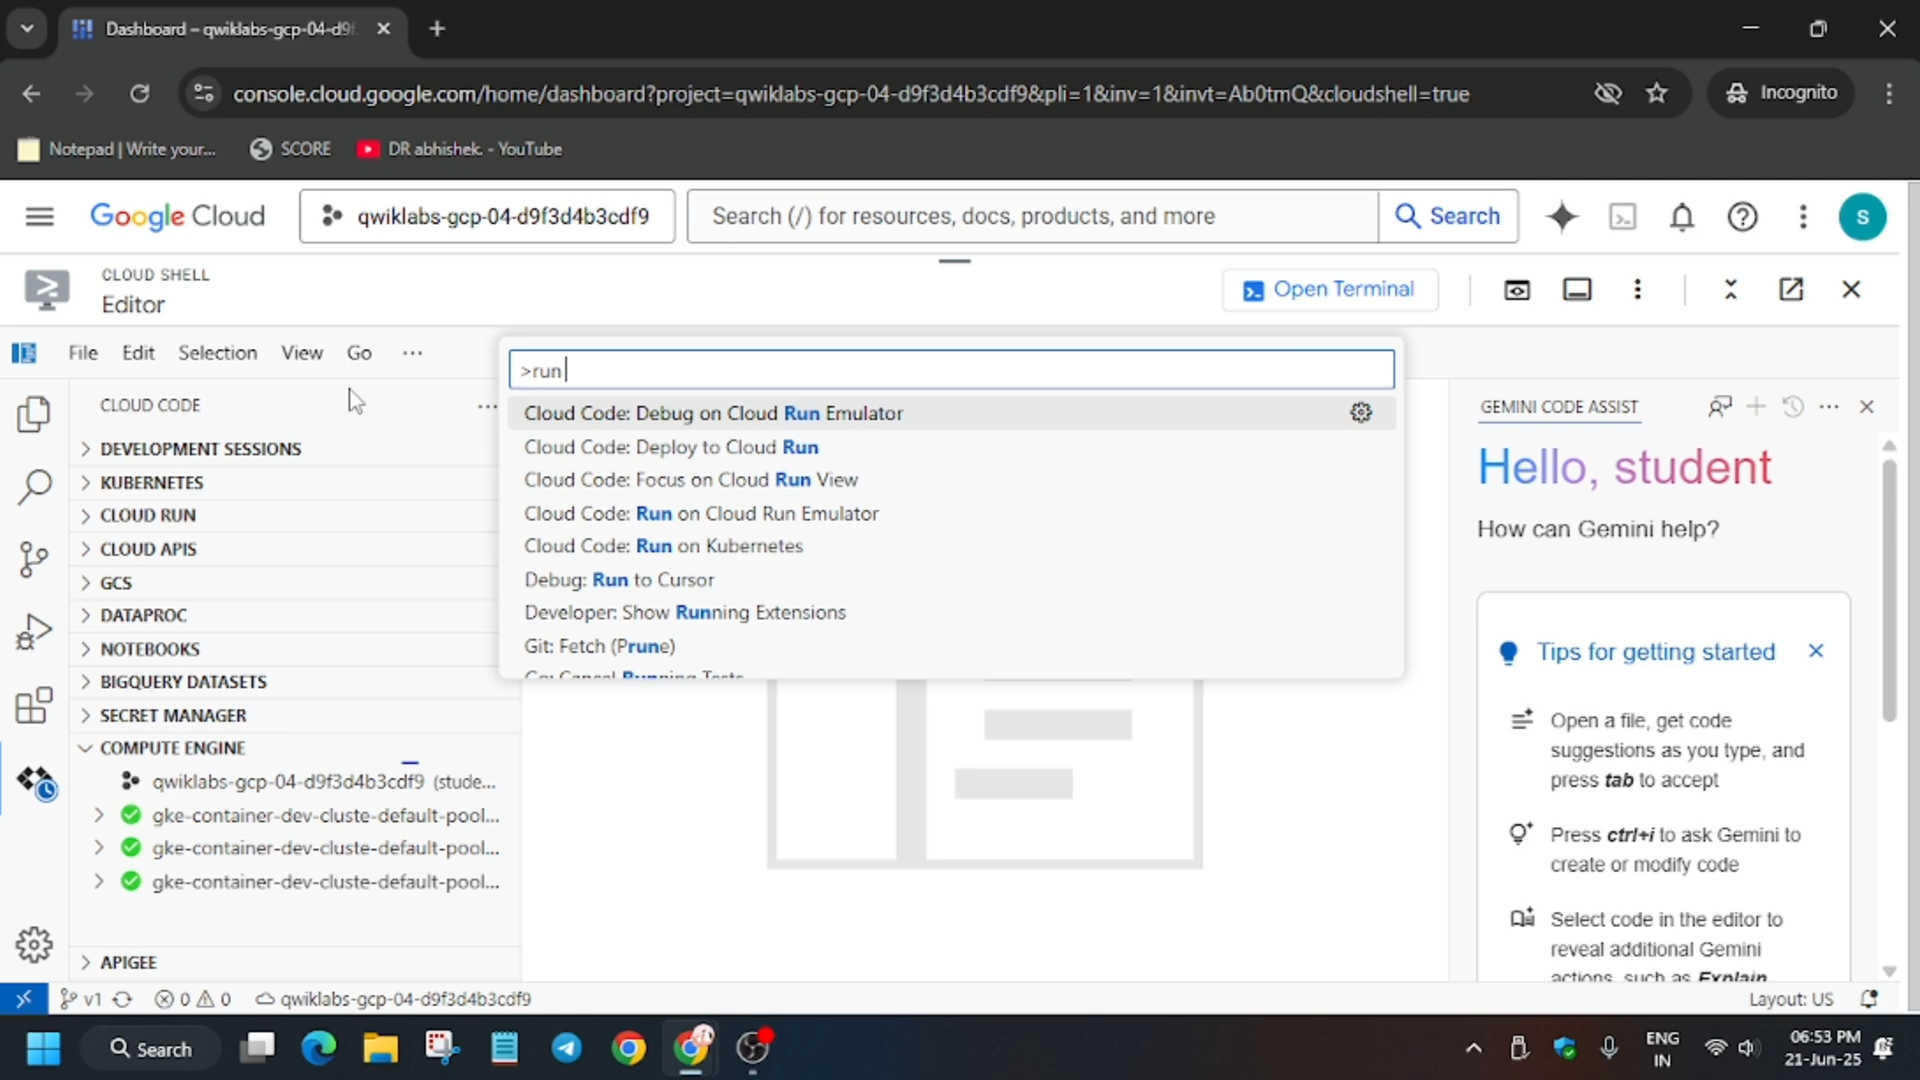 Dashboard – qwiklabs-gcp-04-d9f
console.cloud.google.com/home/dashboard?project=qwiklabs-gcp-04-d9f3d4b3cdf9&pli=1&inv=1&invt=Ab0tmQ&cloudshell=true
Incognito
Notepad | Write your...
SCORE
DR abhishek. - YouTube
Google Cloud
qwiklabs-gcp-04-d9f3d4b3cdf9
Search (/) for resources, docs, products, and more
Search
S
CLOUD SHELL
Editor
Open Terminal
File
Edit
Selection
View
Go
>run
Cloud Code: Debug on Cloud Run Emulator
Cloud Code: Deploy to Cloud Run
Cloud Code: Focus on Cloud Run View
Cloud Code: Run on Cloud Run Emulator
Cloud Code: Run on Kubernetes
Debug: Run to Cursor
Developer: Show Running Extensions
Git: Fetch (Prune)
Go: Cancel Running Tests
CLOUD CODE
DEVELOPMENT SESSIONS
KUBERNETES
CLOUD RUN
CLOUD APIS
GCS
DATAPROC
NOTEBOOKS
BIGQUERY DATASETS
SECRET MANAGER
COMPUTE ENGINE
qwiklabs-gcp-04-d9f3d4b3cdf9 (stude...
gke-container-dev-cluste-default-pool...
gke-container-dev-cluste-default-pool...
gke-container-dev-cluste-default-pool...
APIGEE
GEMINI CODE ASSIST
Hello, student
How can Gemini help?
Tips for getting started
Open a file, get code
suggestions as you type, and
press tab to accept
Press ctrl+i to ask Gemini to
create or modify code
Select code in the editor to
reveal additional Gemini
actions, such as Explain
v1
0
0
qwiklabs-gcp-04-d9f3d4b3cdf9
Layout: US
Search
ENG
IN
06:53 PM
21-Jun-25